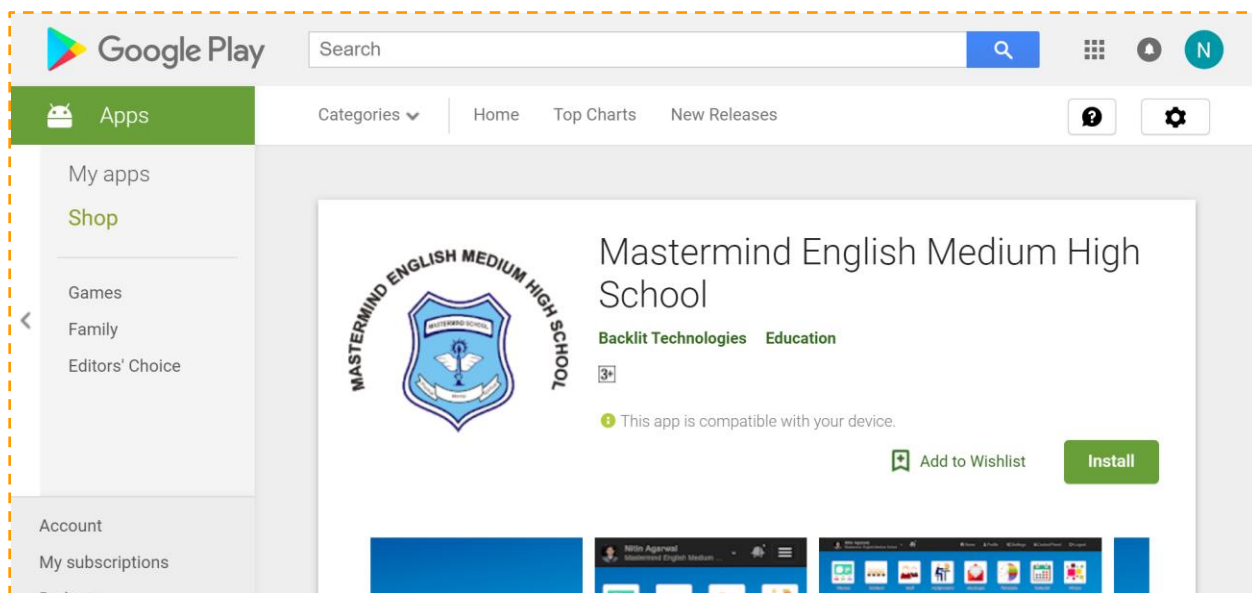 Google Play
Search
N
Apps
Categories
Home
Top Charts
New Releases
My apps
Shop
Games
Family
Editors' Choice
Account
My subscriptions
MASTERMIND ENGLISH MEDIUM HIGH SCHOOL
MASTERMIND SCHOOL
Mastermind English Medium High
School
Backlit Technologies Education
3+
This app is compatible with your device.
Add to Wishlist
Install
Nitin Agarwal
Mastermind English Medium ...